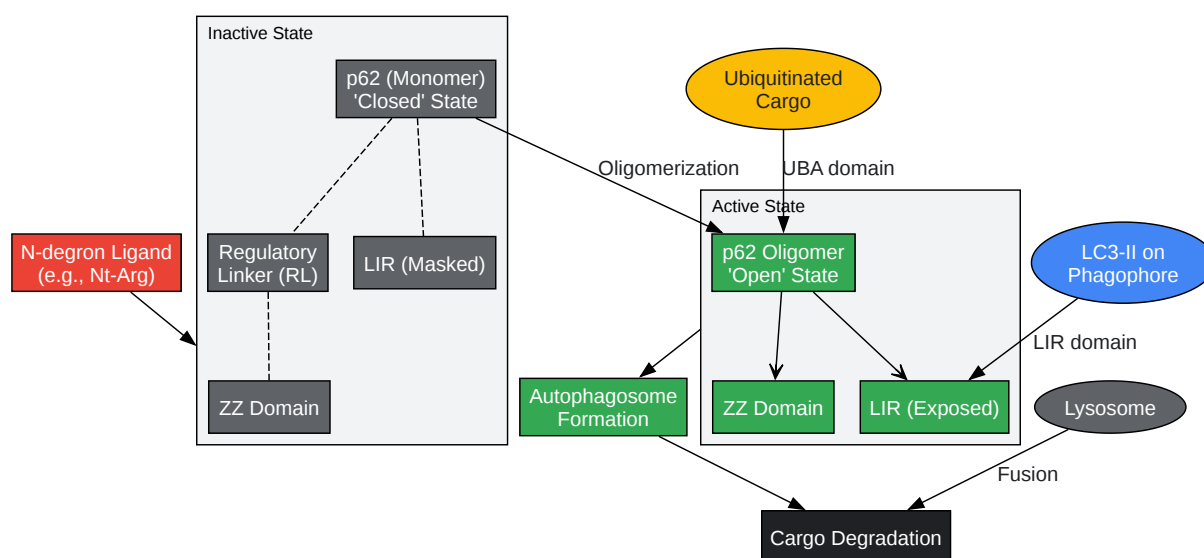 Inactive State
p62 (Monomer)
'Closed' State
Ubiquitinated
Cargo
Oligomerization
UBA domain
Active State
N-degron Ligand
(e.g., Nt-Arg)
Regulatory
Linker (RL)
LIR (Masked)
p62 Oligomer
'Open' State
LC3-II on
Phagophore
LIR domain
ZZ Domain
Autophagosome
Formation
ZZ Domain
LIR (Exposed)
Lysosome
Fusion
Cargo Degradation